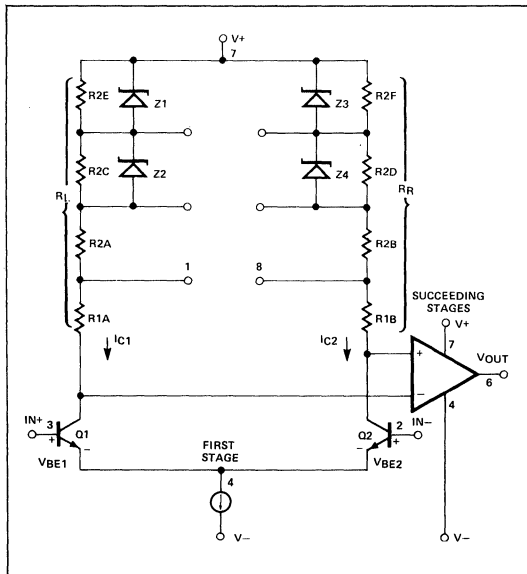 V+
7
R2E
Z1
Z3
R2F
R2C
Z2
Z4
R2D
RL
RR
R2A
R2B
1
8
R1A
R1B
SUCCEEDING
STAGES
IC1
IC2
V+
7
+
VOUT
6
−
4
IN+
3
+
Q1
−
VBE1
FIRST
STAGE
4
Q2
2
+
IN−
−
VBE2
V−
V−